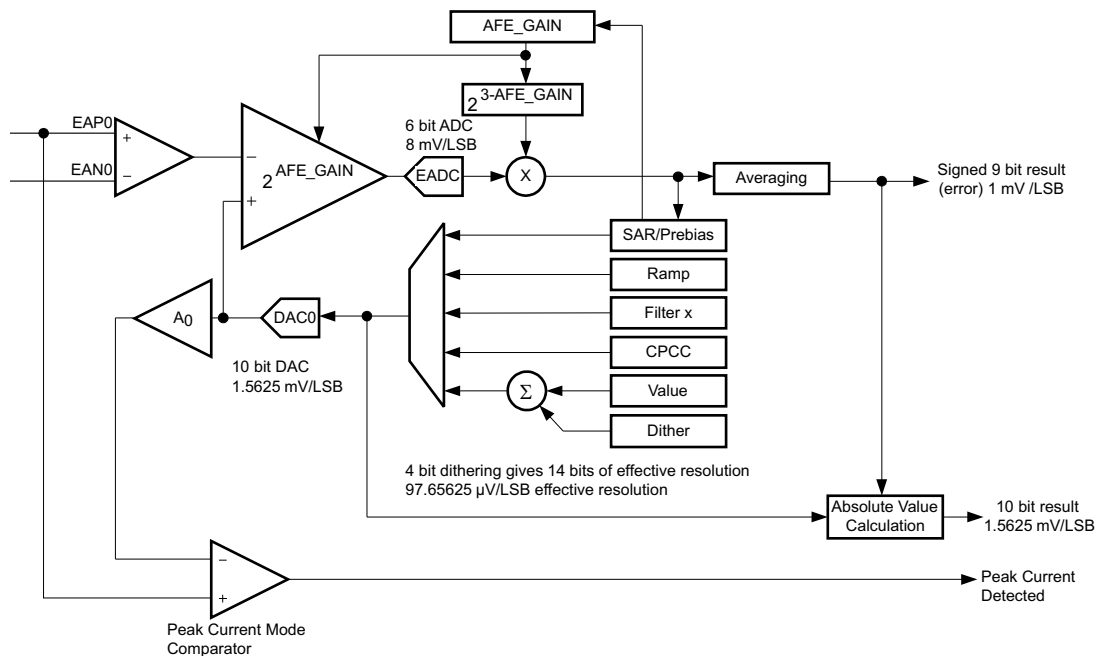 AFE_GAIN
2 3-AFE_GAIN
EAP0
EAN0
+
−
−
+
2 AFE_GAIN
6 bit ADC
8 mV/LSB
EADC
X
Averaging
Signed 9 bit result
(error) 1 mV /LSB
SAR/Prebias
Ramp
Filter x
CPCC
Value
Dither
Σ
A0
DAC0
10 bit DAC
1.5625 mV/LSB
4 bit dithering gives 14 bits of effective resolution
97.65625 μV/LSB effective resolution
Absolute Value
Calculation
10 bit result
1.5625 mV/LSB
−
+
Peak Current
Detected
Peak Current Mode
Comparator